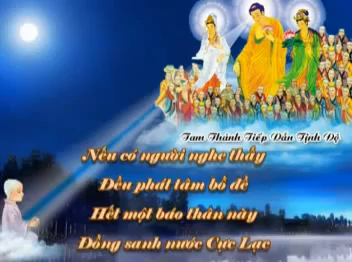 Tam Thánh Tiếp Dẫn Tịnh Độ
Nếu có người nghe thấy
Đều phát tâm bồ đề
Hết một báo thân này
Đồng sanh nước Cực Lạc